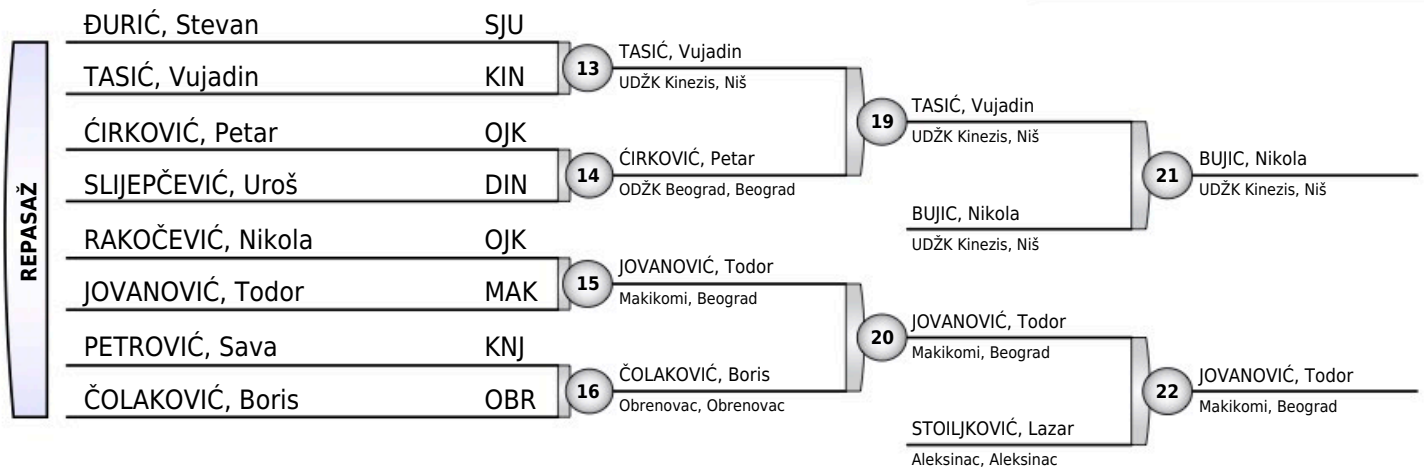 REPASAŽ
ĐURIĆ, Stevan SJU
TASIĆ, Vujadin KIN
ĆIRKOVIĆ, Petar OJK
SLIJEPČEVIĆ, Uroš DIN
RAKOČEVIĆ, Nikola OJK
JOVANOVIĆ, Todor MAK
PETROVIĆ, Sava KNJ
ČOLAKOVIĆ, Boris OBR
13
TASIĆ, Vujadin
UDŽK Kinezis, Niš
14
ĆIRKOVIĆ, Petar
ODŽK Beograd, Beograd
15
JOVANOVIĆ, Todor
Makikomi, Beograd
16
ČOLAKOVIĆ, Boris
Obrenovac, Obrenovac
19
TASIĆ, Vujadin
UDŽK Kinezis, Niš
BUJIC, Nikola
UDŽK Kinezis, Niš
20
JOVANOVIĆ, Todor
Makikomi, Beograd
STOILJKOVIĆ, Lazar
Aleksinac, Aleksinac
21
BUJIC, Nikola
UDŽK Kinezis, Niš
22
JOVANOVIĆ, Todor
Makikomi, Beograd